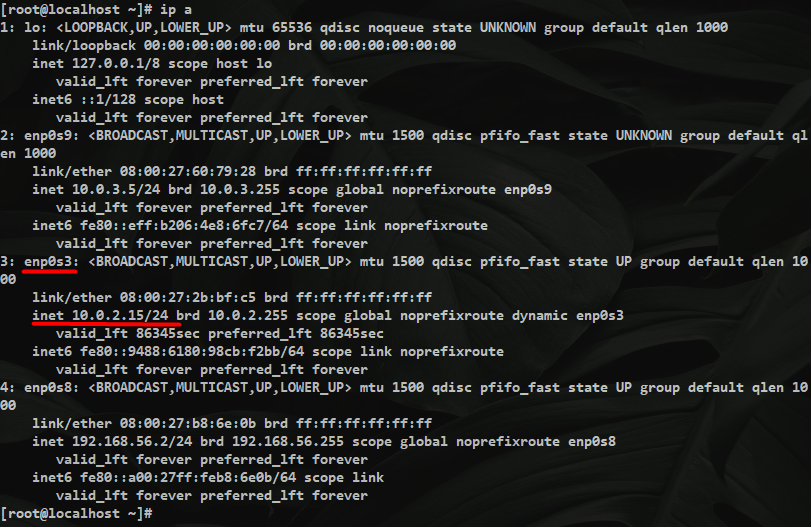 [root@localhost ~]# ip a
1: lo: <LOOPBACK,UP,LOWER_UP> mtu 65536 qdisc noqueue state UNKNOWN group default qlen 1000
    link/loopback 00:00:00:00:00:00 brd 00:00:00:00:00:00
    inet 127.0.0.1/8 scope host lo
       valid_lft forever preferred_lft forever
    inet6 ::1/128 scope host
       valid_lft forever preferred_lft forever
2: enp0s9: <BROADCAST,MULTICAST,UP,LOWER_UP> mtu 1500 qdisc pfifo_fast state UNKNOWN group default ql
en 1000
    link/ether 08:00:27:60:79:28 brd ff:ff:ff:ff:ff:ff
    inet 10.0.3.5/24 brd 10.0.3.255 scope global noprefixroute enp0s9
       valid_lft forever preferred_lft forever
    inet6 fe80::eff:b206:4e8:6fc7/64 scope link noprefixroute
       valid_lft forever preferred_lft forever
3: enp0s3: <BROADCAST,MULTICAST,UP,LOWER_UP> mtu 1500 qdisc pfifo_fast state UP group default qlen 10
00
    link/ether 08:00:27:2b:bf:c5 brd ff:ff:ff:ff:ff:ff
    inet 10.0.2.15/24 brd 10.0.2.255 scope global noprefixroute dynamic enp0s3
       valid_lft 86345sec preferred_lft 86345sec
    inet6 fe80::9488:6180:98cb:f2bb/64 scope link noprefixroute
       valid_lft forever preferred_lft forever
4: enp0s8: <BROADCAST,MULTICAST,UP,LOWER_UP> mtu 1500 qdisc pfifo_fast state UP group default qlen 10
00
    link/ether 08:00:27:b8:6e:0b brd ff:ff:ff:ff:ff:ff
    inet 192.168.56.2/24 brd 192.168.56.255 scope global noprefixroute enp0s8
       valid_lft forever preferred_lft forever
    inet6 fe80::a00:27ff:feb8:6e0b/64 scope link
       valid_lft forever preferred_lft forever
[root@localhost ~]#